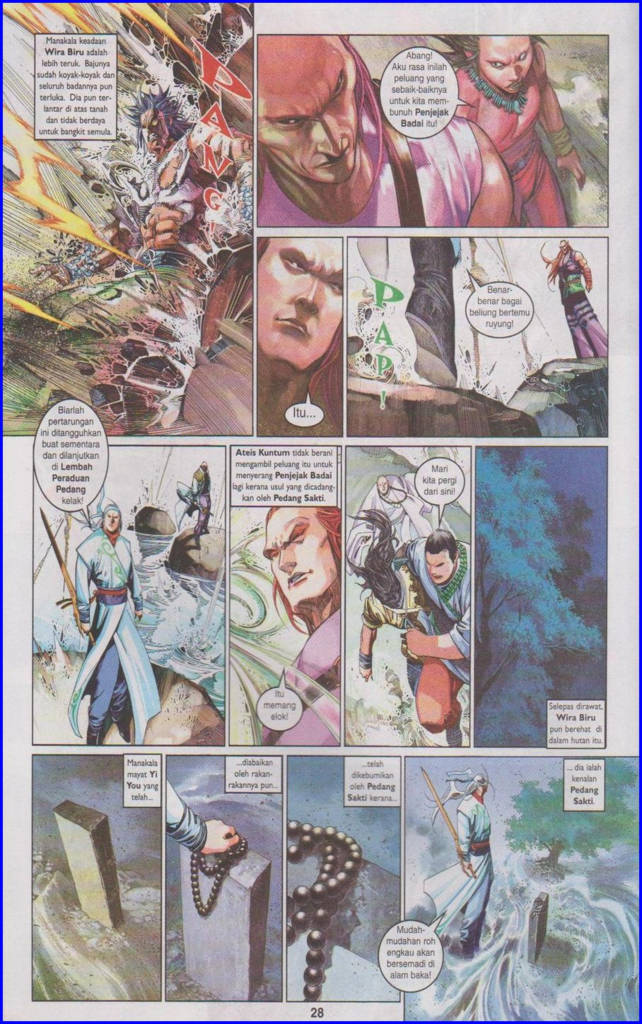 Manakala keadaan
Wira Biru adalah
lebih teruk. Bajunya
sudah koyak-koyak dan
seluruh badannya pun
terluka. Dia pun ter-
lantar di atas tanah
dan tidak berdaya
untuk bangkit semula.
PANG!
Abang!
Aku rasa inilah
peluang yang
sebaik-baiknya
untuk kita mem-
bunuh Penjejak
Badai itu!
Itu...
PAP!
Benar-
benar bagai
beliung bertemu
ruyung!
Biarlah
pertarungan
ini ditangguhkan
buat sementara
dan dilanjutkan
di Lembah
Peraduan
Pedang
kelak!
Ateis Kuntum tidak berani
mengambil peluang itu untuk
menyerang Penjejak Badai
lagi kerana usul yang dicadang-
kan oleh Pedang Sakti.
Itu
memang
elok!
Mari
kita pergi
dari sini!
Selepas dirawat,
Wira Biru
pun berehat di
dalam hutan itu.
Manakala
mayat Yi
You yang
telah...
...diabaikan
oleh rakan-
rakannya pun...
...telah
dikebumikan
oleh Pedang
Sakti kerana...
... dia ialah
kenalan
Pedang
Sakti.
Mudah-
mudahan roh
engkau akan
bersemadi di
alam baka!
28